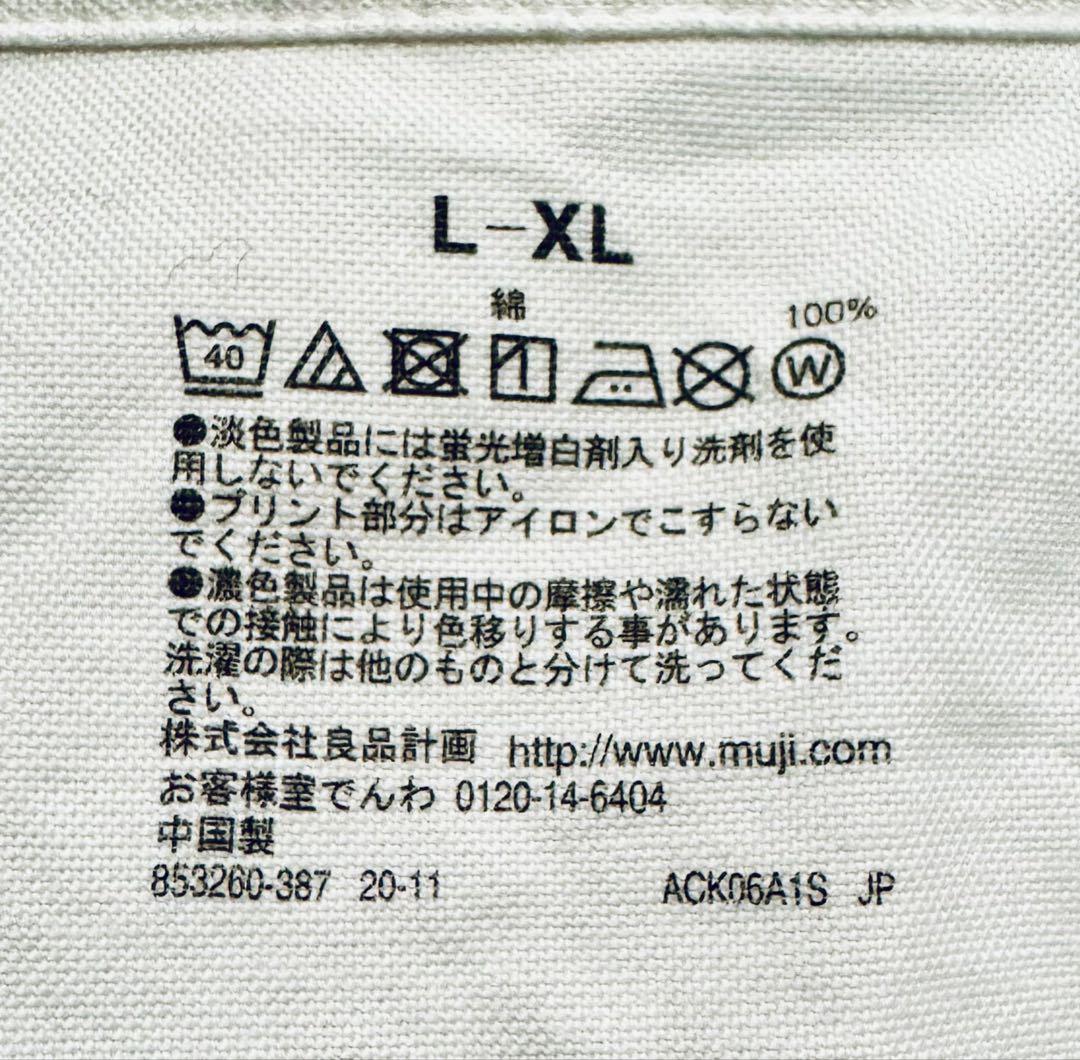 L-XL
綿 100%
40
W
●淡色製品には蛍光増白剤入り洗剤を使
用しないでください。
●プリント部分はアイロンでこすらない
でください。
●濃色製品は使用中の摩擦や濡れた状態
での接触により色移りする事があります。
洗濯の際は他のものと分けて洗ってくだ
さい。
株式会社良品計画 http://www.muji.com
お客様室でんわ 0120-14-6404
中国製
853260-387 20-11 ACK06A1S JP